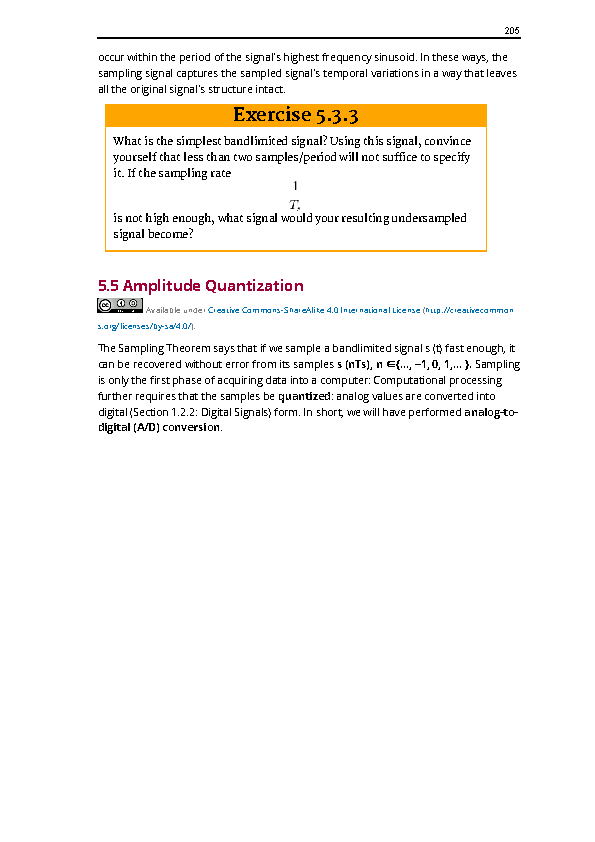 205
occur within the period of the signal's highest frequency sinusoid. In these ways, the
sampling signal captures the sampled signal's temporal variations in a way that leaves
all the original signal's structure intact.
Exercise 5.3.3
What is the simplest bandlimited signal? Using this signal, convince
yourself that less than two samples/period will not suffice to specify
it. If the sampling rate
1
Ts
is not high enough, what signal would your resulting undersampled
signal become?
5.5 Amplitude Quantization
Available under Creative Commons-ShareAlike 4.0 International License (http://creativecommon
s.org/licenses/by-sa/4.0/).
The Sampling Theorem says that if we sample a bandlimited signal s (t) fast enough, it
can be recovered without error from its samples s (nTs), n ∈{..., −1, 0, 1,... }. Sampling
is only the first phase of acquiring data into a computer: Computational processing
further requires that the samples be quantized: analog values are converted into
digital (Section 1.2.2: Digital Signals) form. In short, we will have performed analog-to-
digital (A/D) conversion.